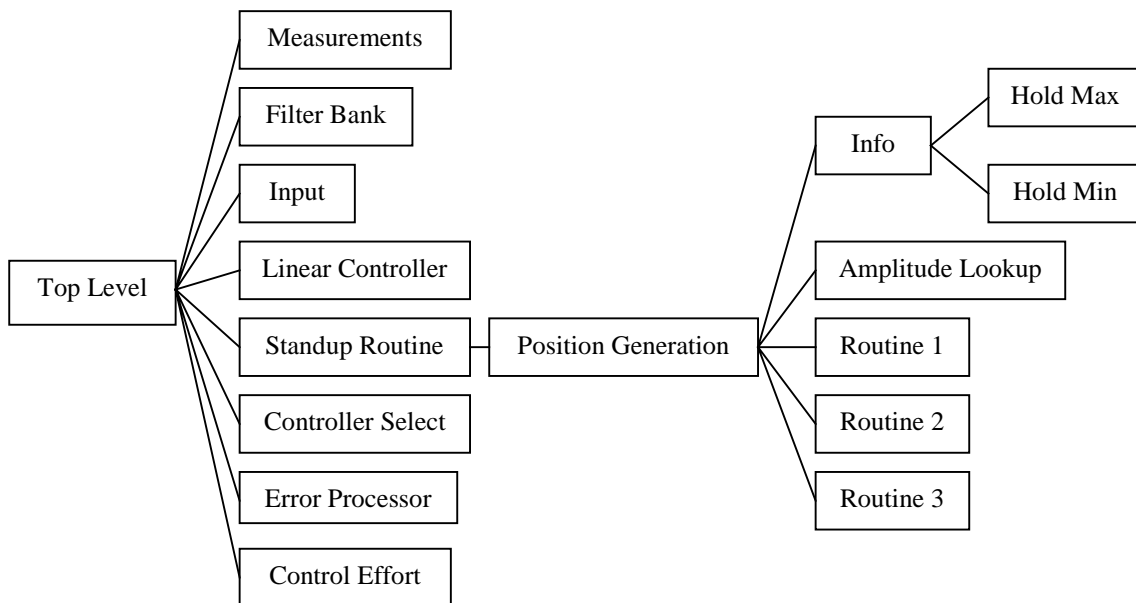 Measurements
Filter Bank
Input
Linear Controller
Top Level
Standup Routine
Controller Select
Error Processor
Control Effort
Position Generation
Info
Hold Max
Hold Min
Amplitude Lookup
Routine 1
Routine 2
Routine 3